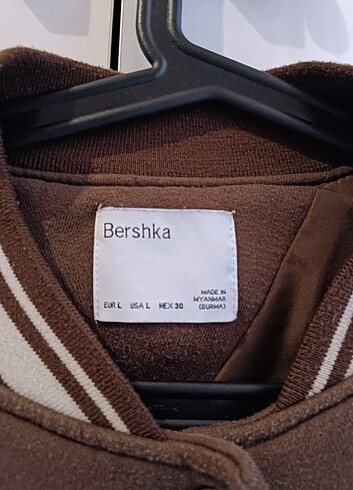 Bershka
MADE IN
MYANMAR
EUR L USA L MEX 30 (BURMA)